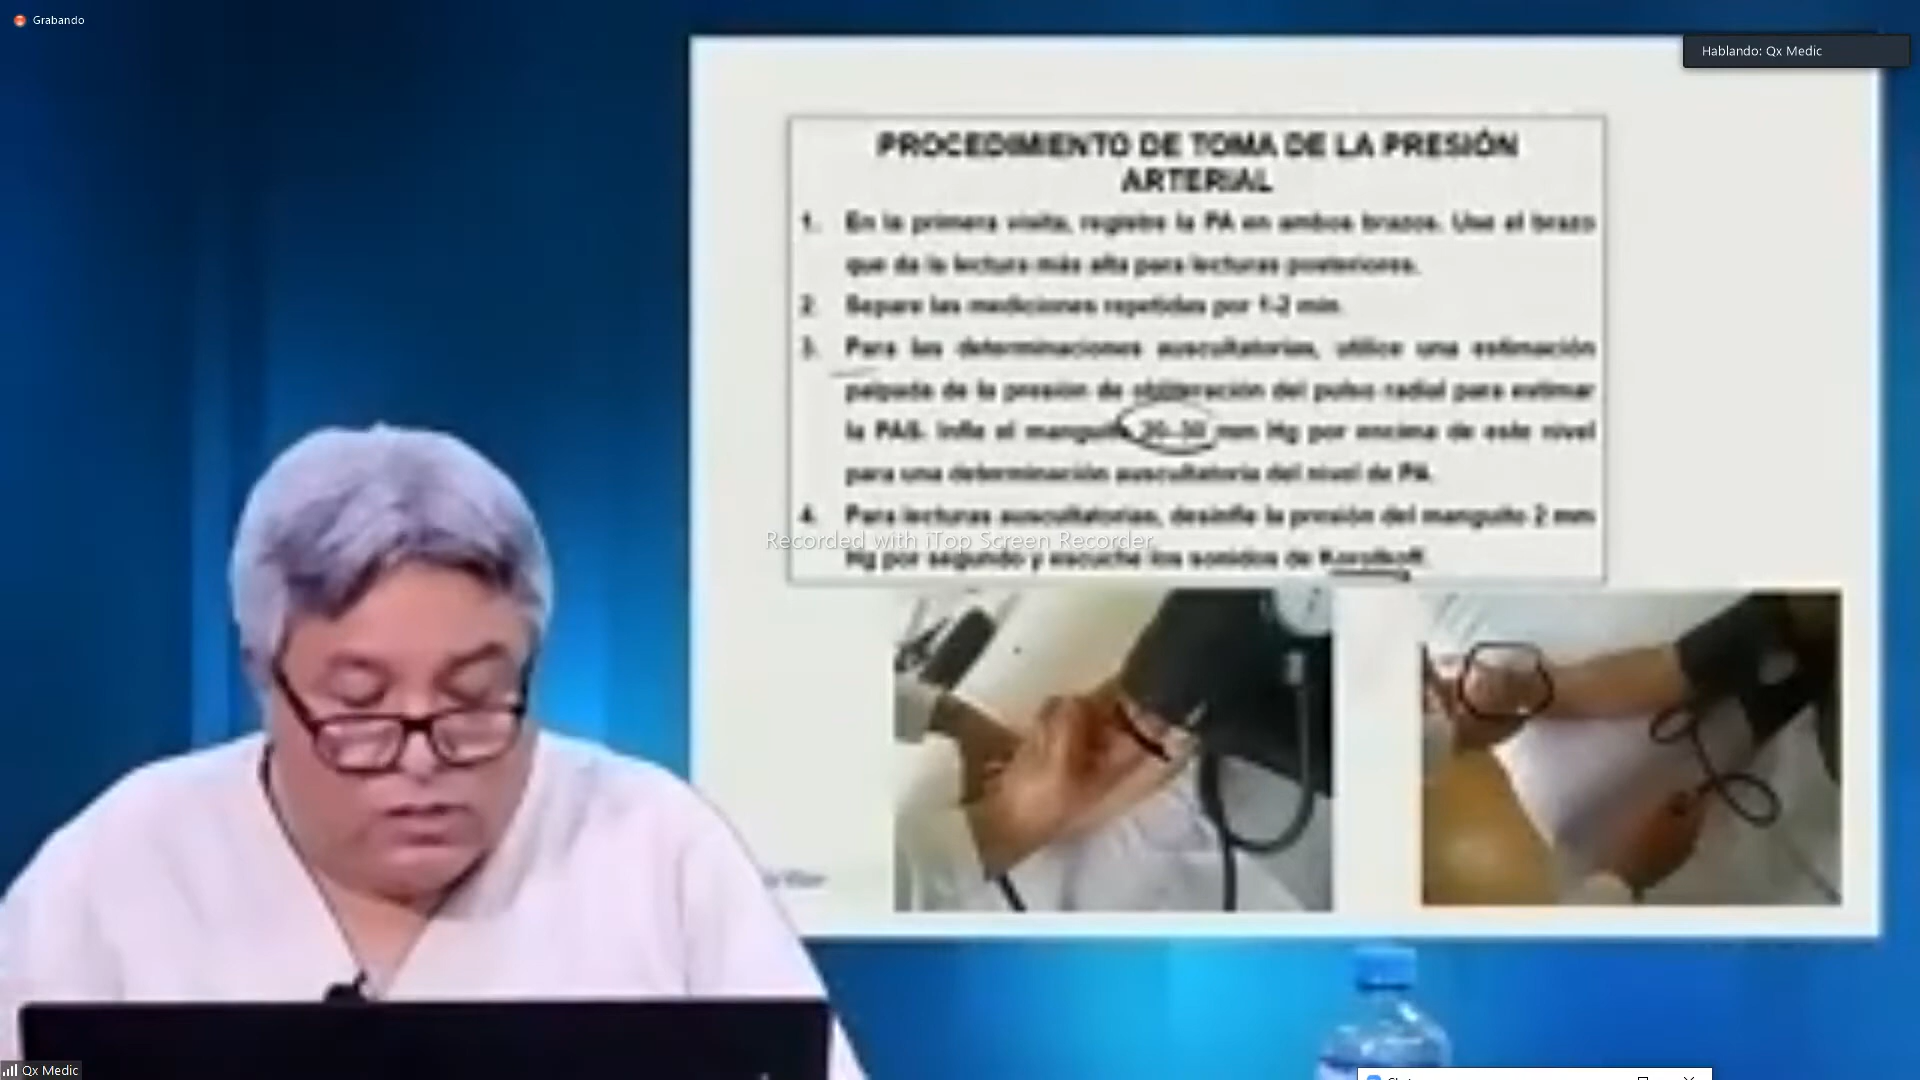 Grabando
Hablando: Qx Medic
PROCEDIMIENTO DE TOMA DE LA PRESIÓN
ARTERIAL
1. En la primera visita, registre la PA en ambos brazos. Use el brazo
que da la lectura más alta para lecturas posteriores.
2. Separe las mediciones repetidas por 1-2 min.
3. Para las determinaciones auscultatorias, utilice una estimación
palpada de la presión de obliteración del pulso radial para estimar
la PAS. Infle el manguito 20-30 mm Hg por encima de este nivel
para una determinación auscultatoria del nivel de PA.
4. Para lecturas auscultatorias, desinfle la presión del manguito 2 mm
Hg por segundo y escuche los sonidos de Korotkoff.
Recorded with iTop Screen Recorder
Qx Medic